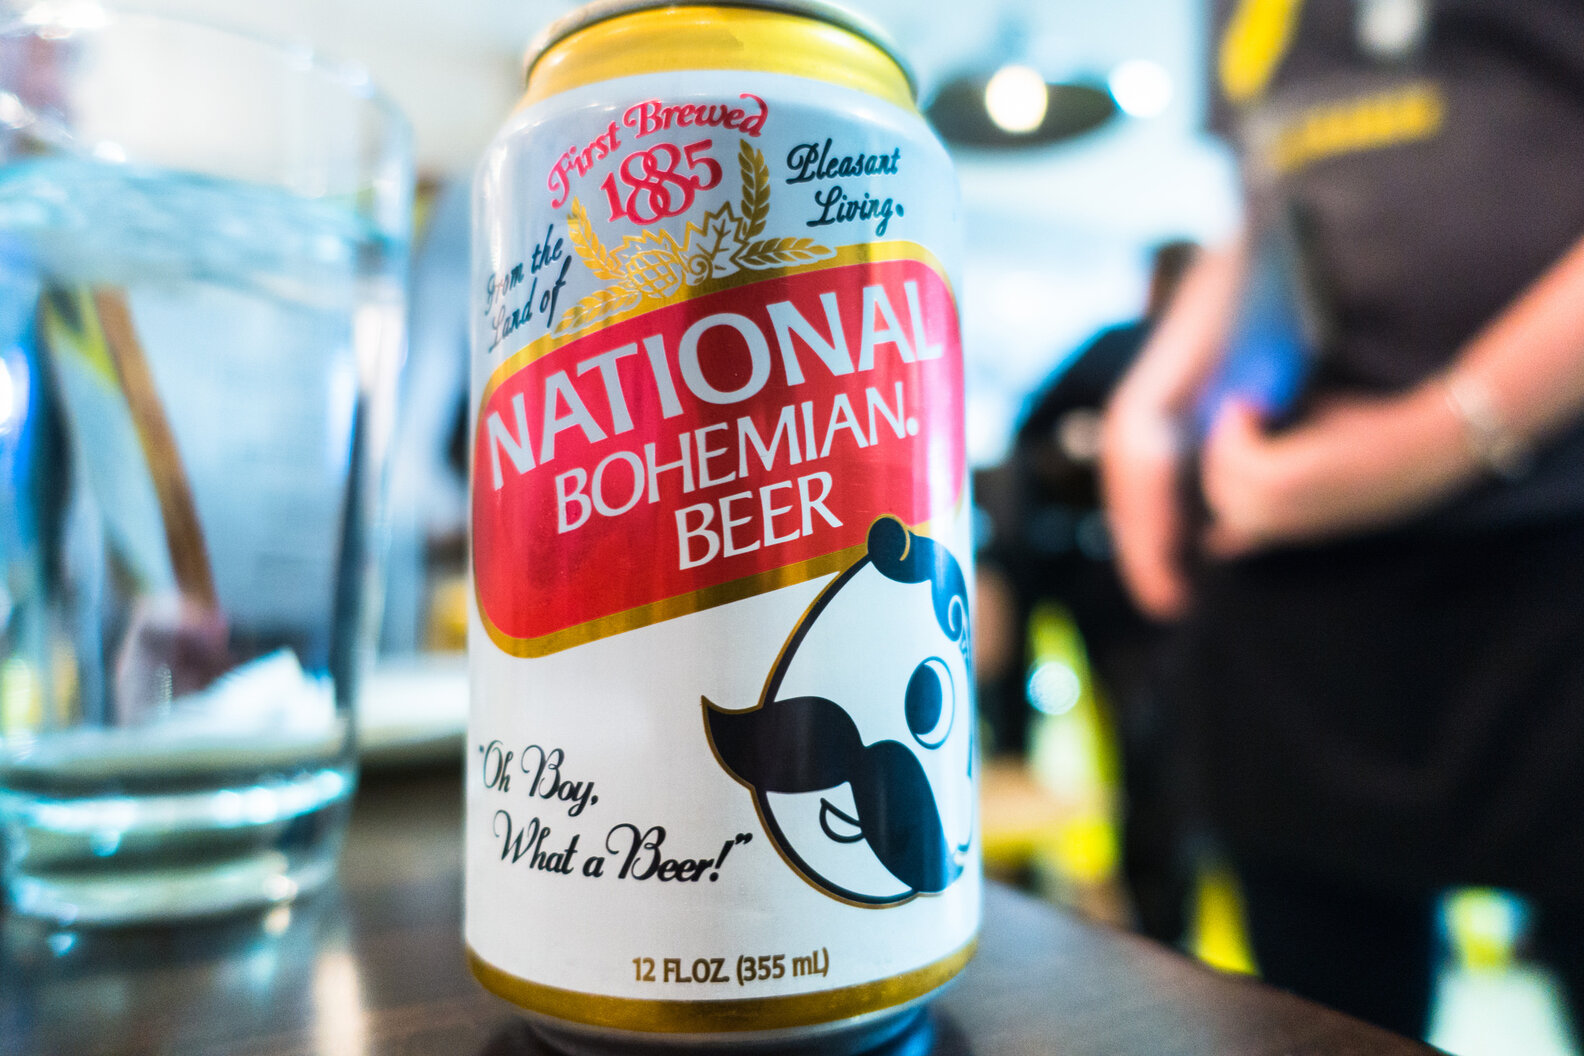 First Brewed
1885
From the
Land of
Pleasant
Living.
NATIONAL
BOHEMIAN.
BEER
"Oh Boy,
What a Beer!"
12 FL.OZ. (355 mL)